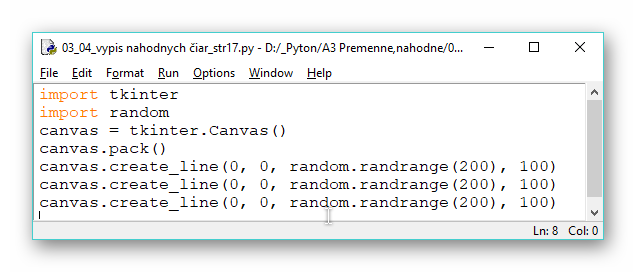 03_04_vypis nahodnych čiar_str17.py - D:/_Pyton/A3 Premenne,nahodne/0...
File Edit Format Run Options Window Help
import tkinter
import random
canvas = tkinter.Canvas()
canvas.pack()
canvas.create_line(0, 0, random.randrange(200), 100)
canvas.create_line(0, 0, random.randrange(200), 100)
canvas.create_line(0, 0, random.randrange(200), 100)
Ln: 8 Col: 0